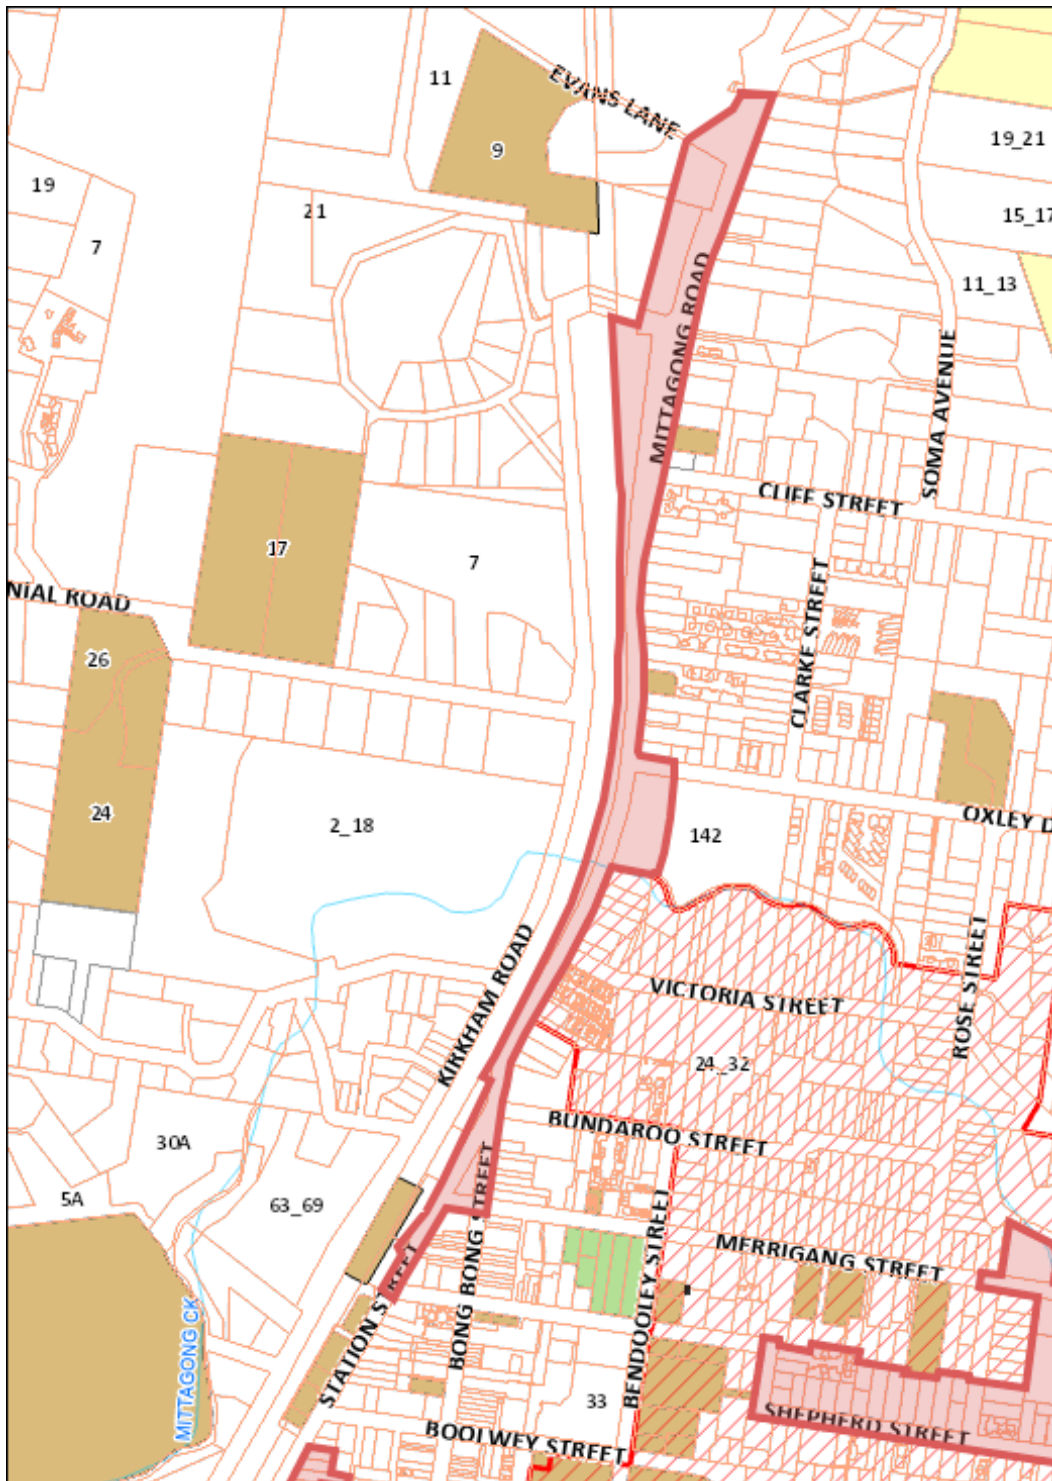 11
EVANS LANE
9
19_21
19
21
15_17
7
11_13
MITTAGONG ROAD
SOMA AVENUE
CLIFF STREET
17
7
NIAL ROAD
CLARKE STREET
26
24
2_18
142
OXLEY D
KIRKHAM ROAD
VICTORIA STREET
ROSE STREET
24_32
BUNDAROO STREET
30A
5A
63_69
BONG BONG STREET
BENDOOLEY STREET
MERRIGANG STREET
STATION STREET
MITTAGONG CK
33
SHEPHERD STREET
BOOLWEY STREET